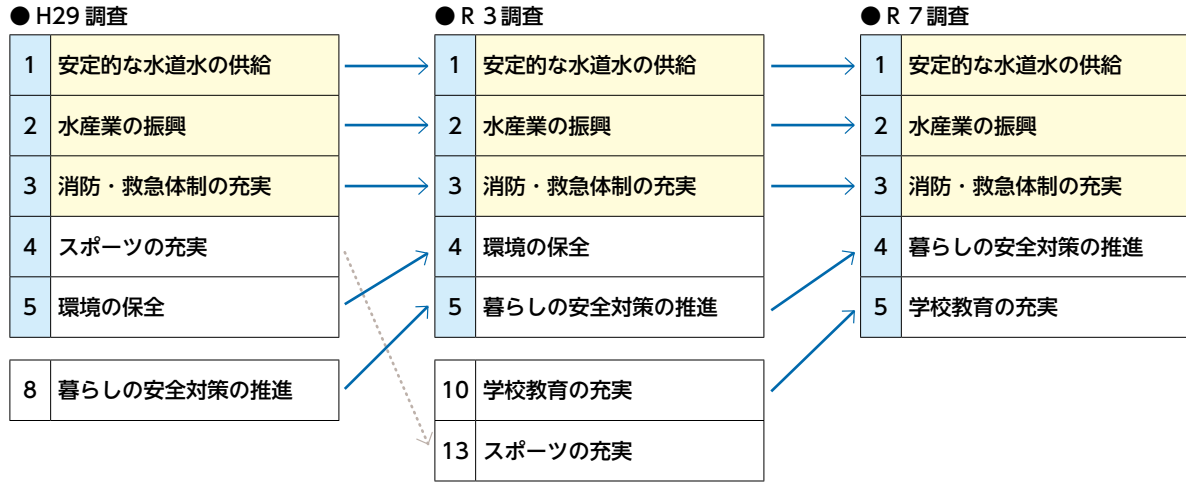 ● H29 調査
1 安定的な水道水の供給
2 水産業の振興
3 消防・救急体制の充実
4 スポーツの充実
5 環境の保全
8 暮らしの安全対策の推進
● R 3 調査
1 安定的な水道水の供給
2 水産業の振興
3 消防・救急体制の充実
4 環境の保全
5 暮らしの安全対策の推進
10 学校教育の充実
13 スポーツの充実
● R 7 調査
1 安定的な水道水の供給
2 水産業の振興
3 消防・救急体制の充実
4 暮らしの安全対策の推進
5 学校教育の充実